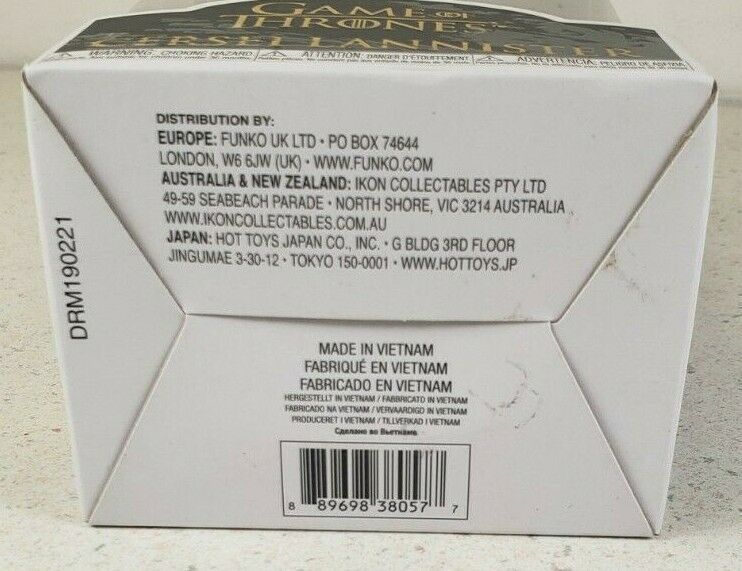 GAME OF
THRONES
CERSEI LANNISTER
WARNING: CHOKING HAZARD
ATTENTION: DANGER D'ÉTOUFFEMENT
ADVERTENCIA: PELIGRO DE ASFIXIA
DISTRIBUTION BY:
EUROPE: FUNKO UK LTD • PO BOX 74644
LONDON, W6 6JW (UK) • WWW.FUNKO.COM
AUSTRALIA & NEW ZEALAND: IKON COLLECTABLES PTY LTD
49-59 SEABEACH PARADE • NORTH SHORE, VIC 3214 AUSTRALIA
WWW.IKONCOLLECTABLES.COM.AU
JAPAN: HOT TOYS JAPAN CO., INC. • G BLDG 3RD FLOOR
JINGUMAE 3-30-12 • TOKYO 150-0001 • WWW.HOTTOYS.JP
DRM190221
MADE IN VIETNAM
FABRIQUÉ EN VIETNAM
FABRICADO EN VIETNAM
HERGESTELLT IN VIETNAM / FABBRICATO IN VIETNAM
FABRICADO NA VIETNAM / VERVAARDIGD IN VIETNAM
PRODUCERET I VIETNAM / TILLVERKAD I VIETNAM
Сделано во Вьетнаме
8 89698 38057 7